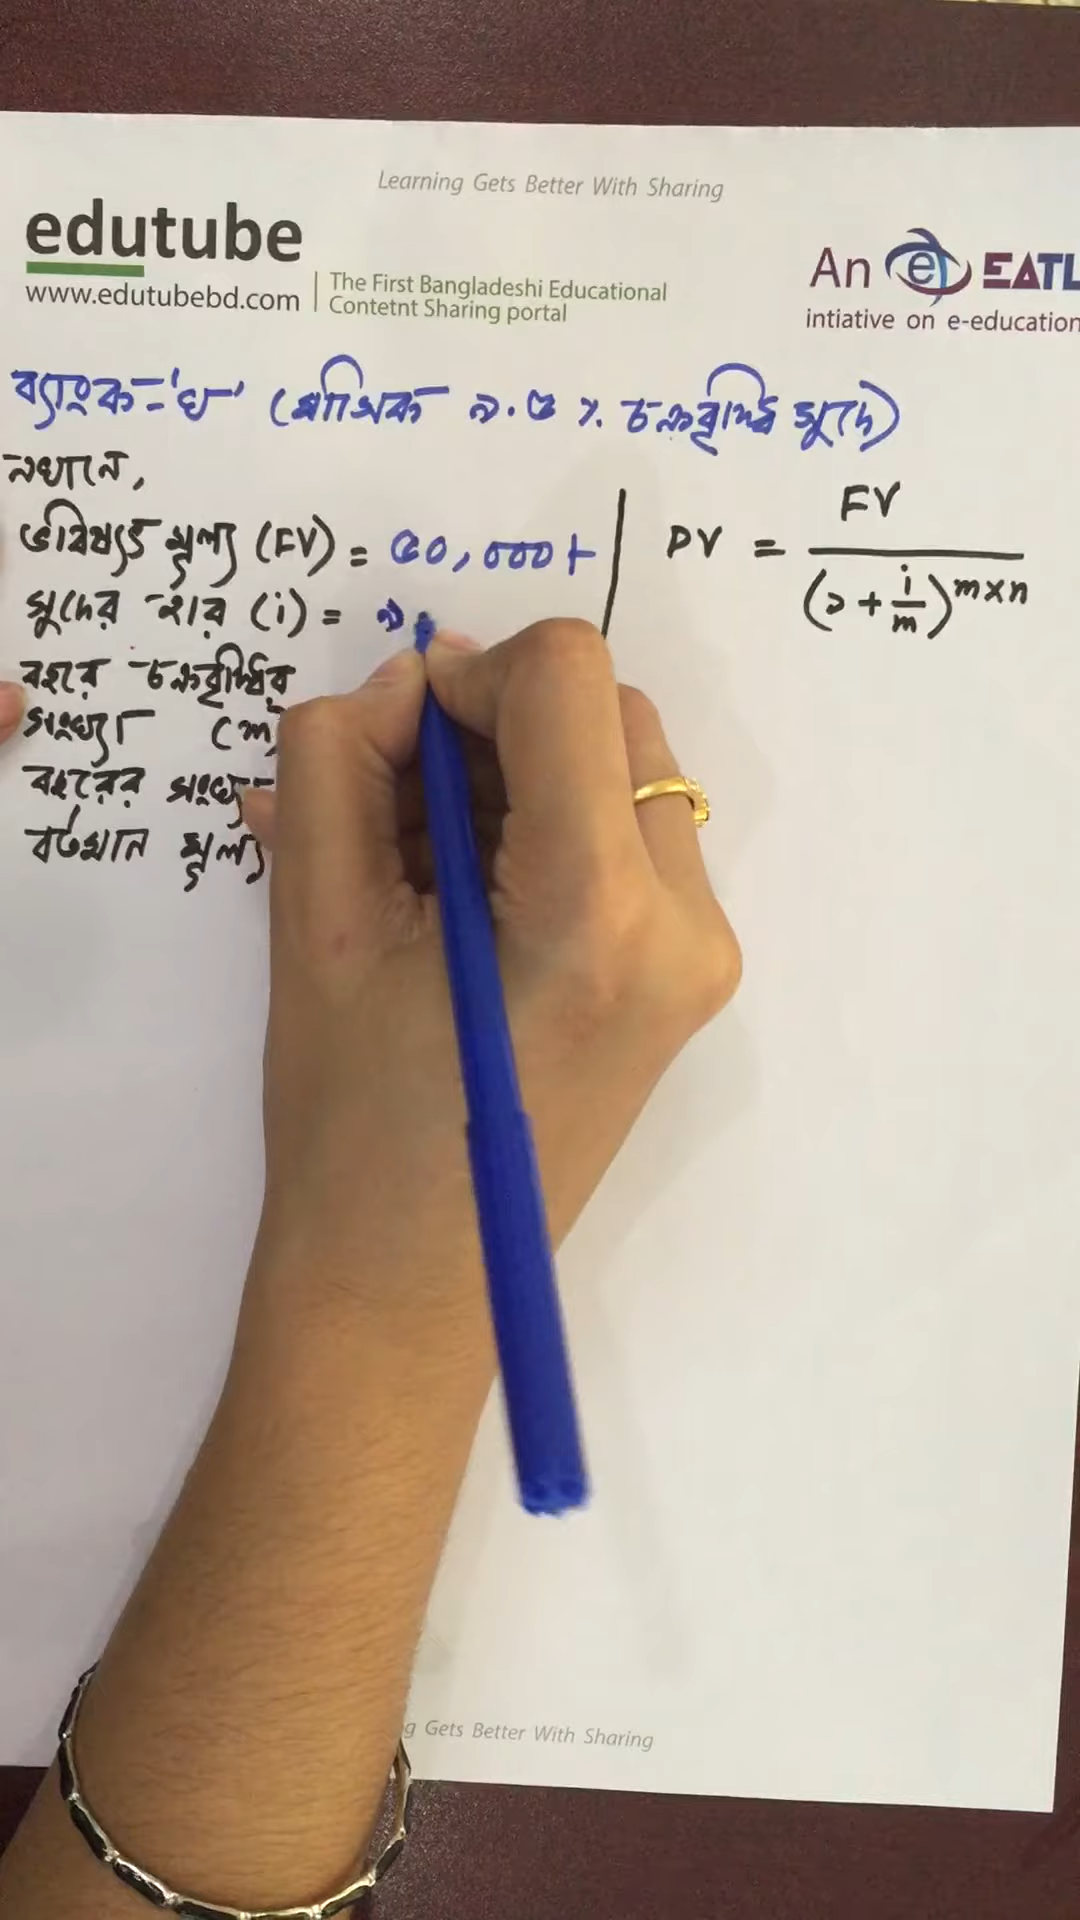 Learning Gets Better With Sharing
edutube
www.edutubebd.com
The First Bangladeshi Educational
Contetnt Sharing portal
An e EATL
intiative on e-education
ব্যাংক-'খ' (মাসিক ৯.৫% চক্রবৃদ্ধি সুদে)
এখানে,
ভবিষ্যৎ মূল্য (FV) = ৫০,০০০৳
সুদের হার (i) = ৯.
বছরে চক্রবৃদ্ধির
সংখ্যা (m)
বছরের সংখ্যা
বর্তমান মূল্য
PV = FV / (১ + i/m)^m×n
g Gets Better With Sharing